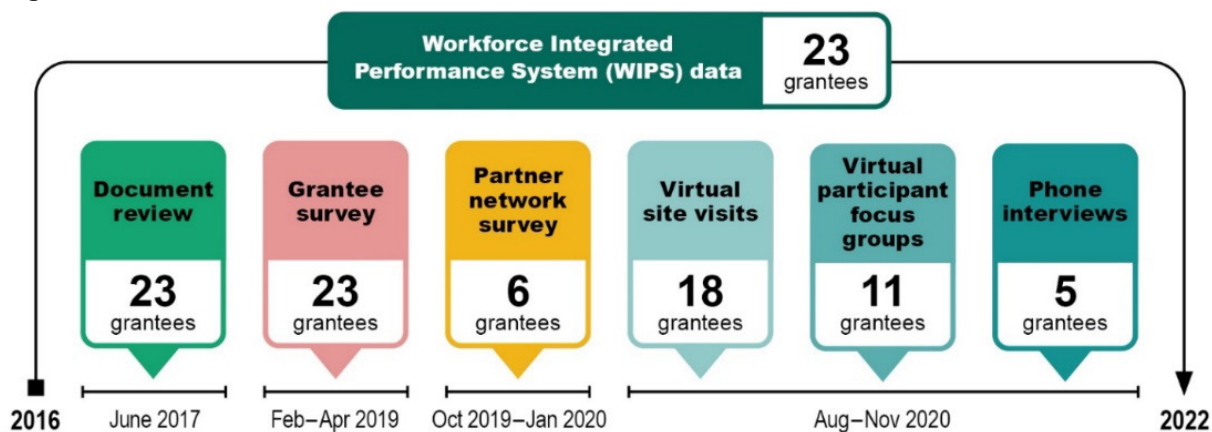 Workforce Integrated
Performance System (WIPS) data
23
grantees
Document
review
23
grantees
Grantee
survey
23
grantees
Partner
network
survey
6
grantees
Virtual
site visits
18
grantees
Virtual
participant
focus
groups
11
grantees
Phone
interviews
5
grantees
2016
June 2017
Feb–Apr 2019
Oct 2019–Jan 2020
Aug–Nov 2020
2022